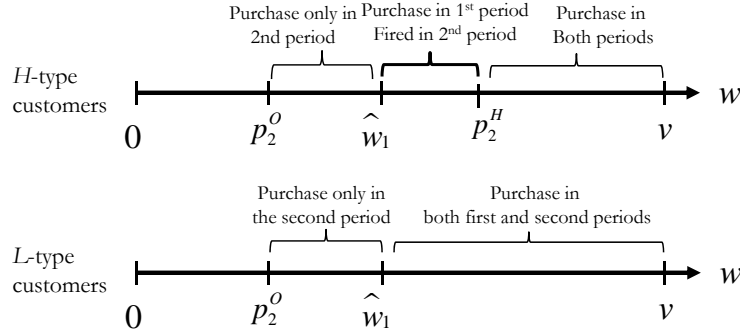 Purchase only in
2nd period
Purchase in 1st period
Fired in 2nd period
Purchase in
Both periods
H-type
customers
0
p₂ᴼ
ŵ₁
p₂ᴴ
v
w
Purchase only in
the second period
Purchase in
both first and second periods
L-type
customers
0
p₂ᴼ
ŵ₁
v
w